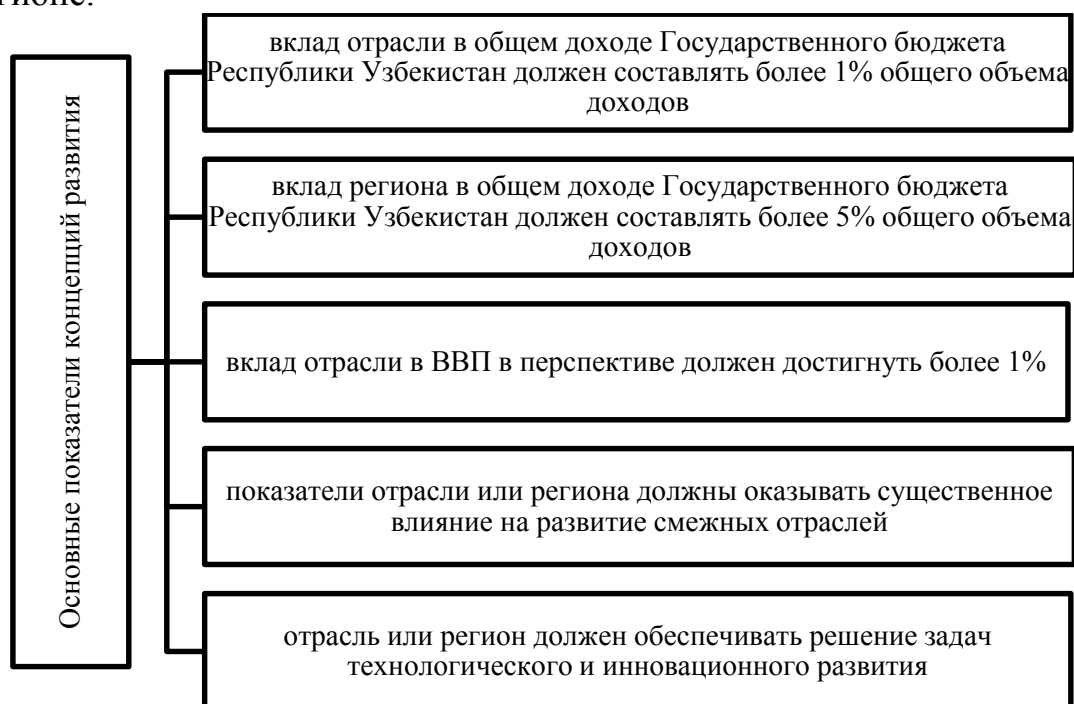 Основные показатели концепций развития
вклад отрасли в общем доходе Государственного бюджета
Республики Узбекистан должен составлять более 1% общего объема
доходов
вклад региона в общем доходе Государственного бюджета
Республики Узбекистан должен составлять более 5% общего объема
доходов
вклад отрасли в ВВП в перспективе должен достигнуть более 1%
показатели отрасли или региона должны оказывать существенное
влияние на развитие смежных отраслей
отрасль или регион должен обеспечивать решение задач
технологического и инновационного развития